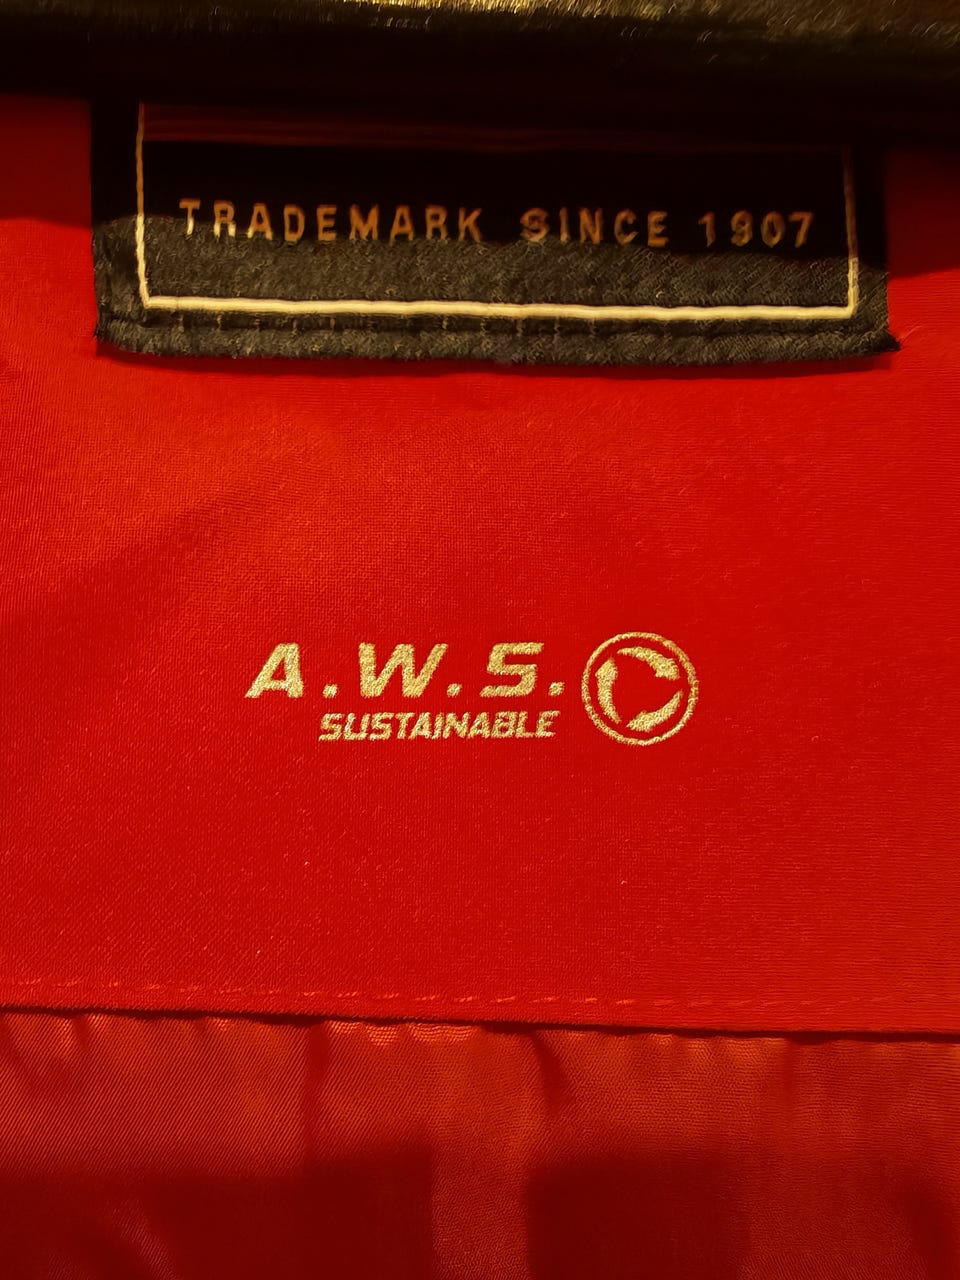 TRADEMARK SINCE 1907
A.W.S.
SUSTAINABLE